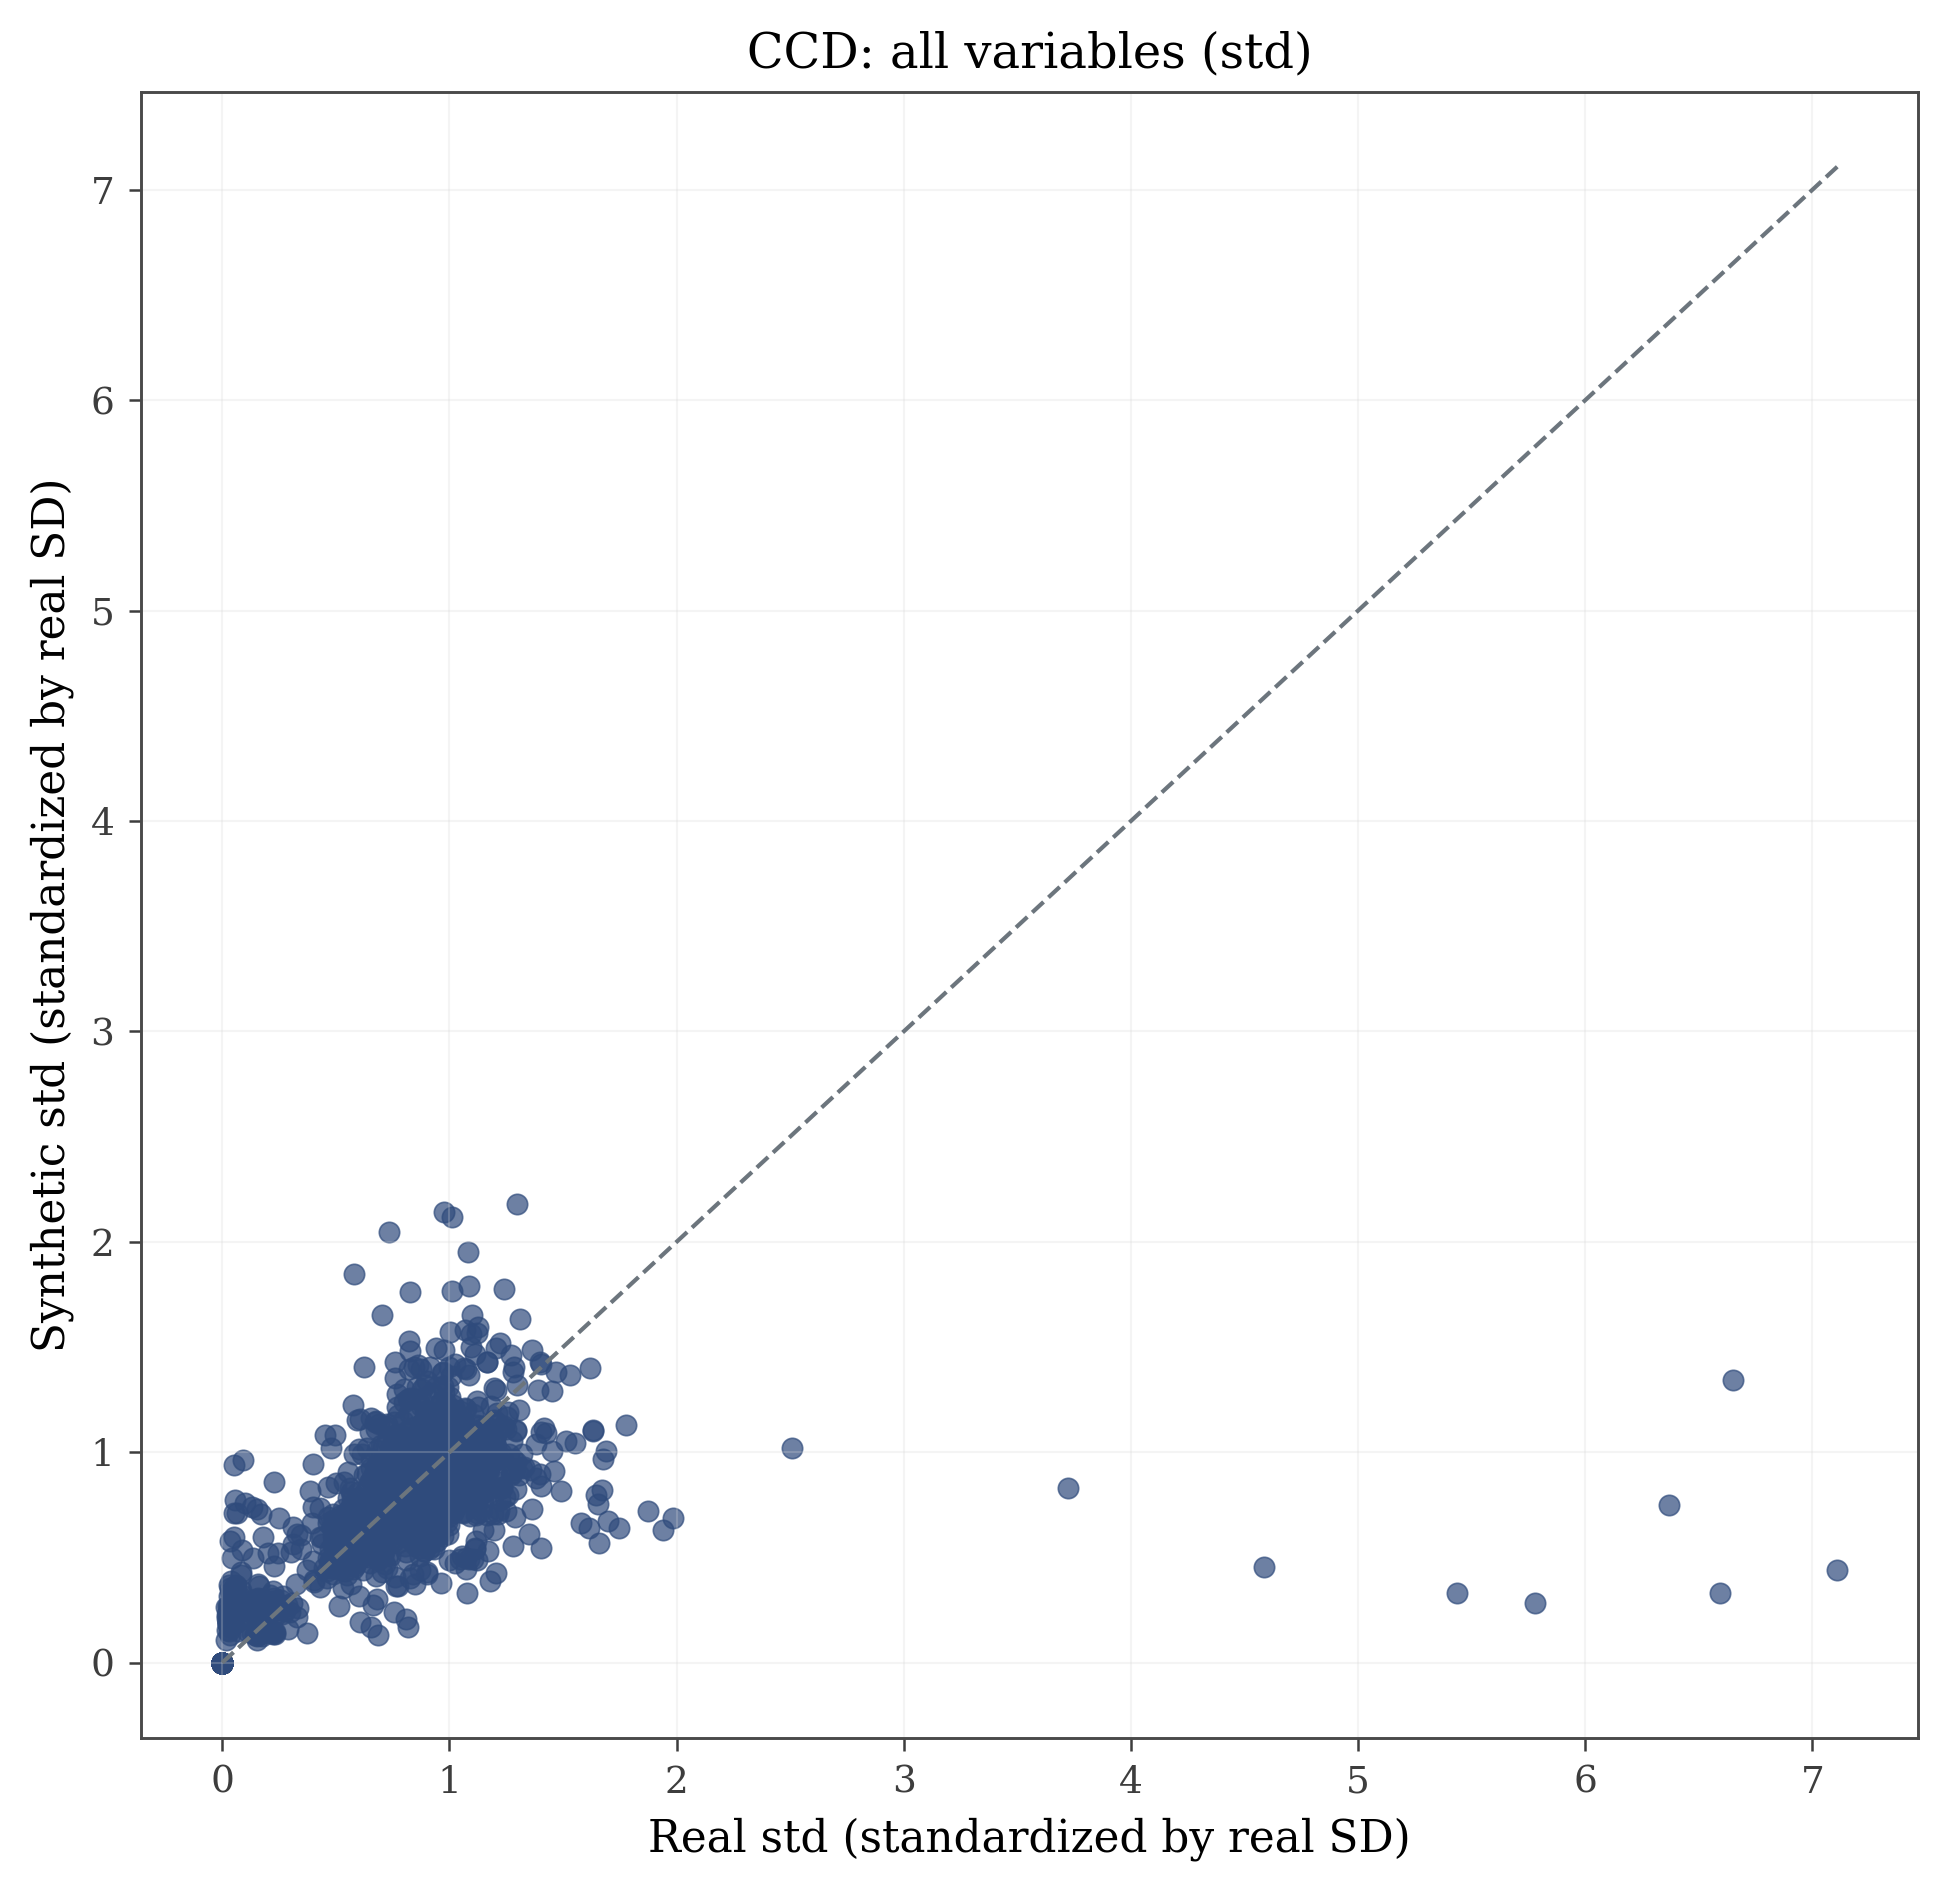 CCD: all variables (std)
Synthetic std (standardized by real SD)
7
6
5
4
3
2
1
0
0 1 2 3 4 5 6 7
Real std (standardized by real SD)